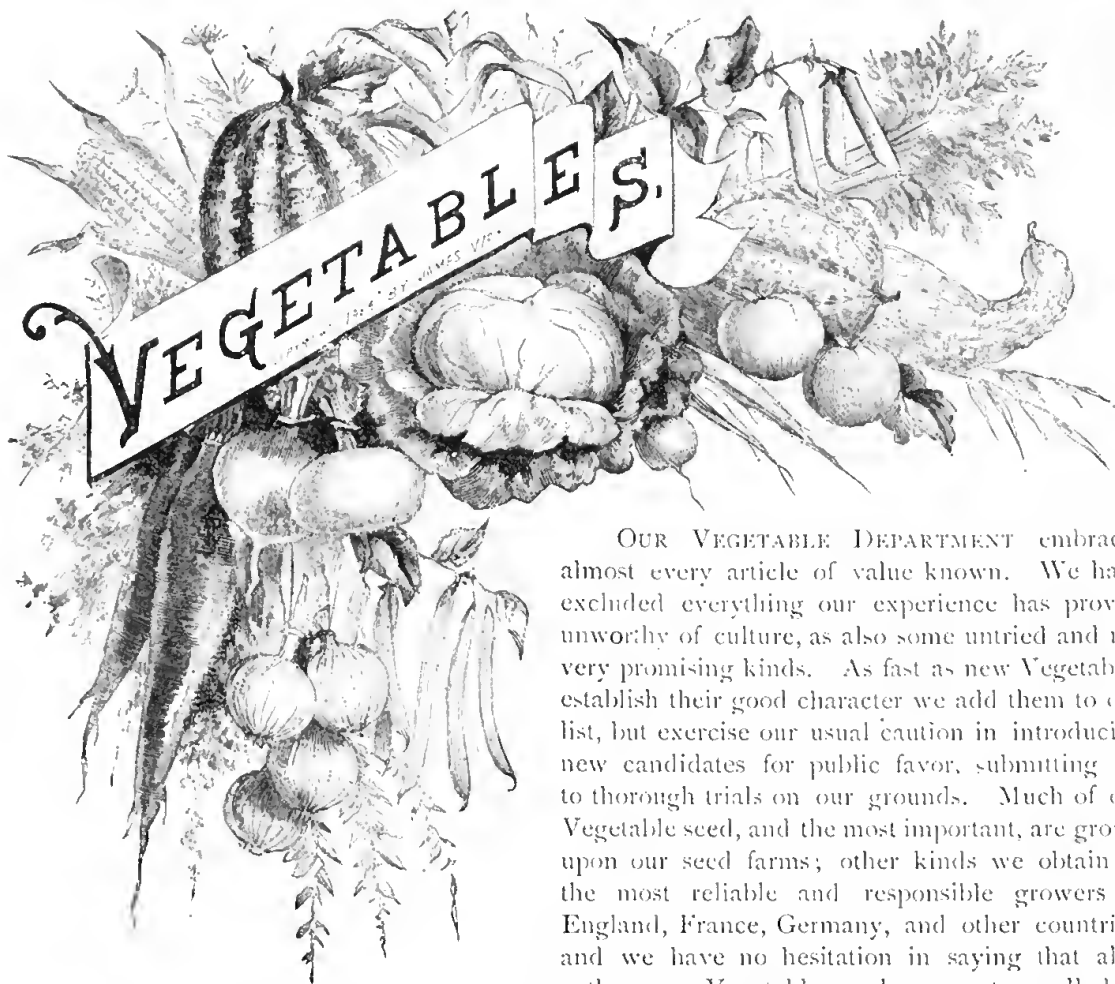 VEGETABLES.
BY JAMES VICK
OUR VEGETABLE DEPARTMENT embrac
almost every article of value known. We ha
excluded everything our experience has prov
unworthy of culture, as also some untried and
very promising kinds. As fast as new Vegetab
establish their good character we add them to
list, but exercise our usual caution in introduci
new candidates for public favor, submitting
to thorough trials on our grounds. Much of
Vegetable seed, and the most important, are gro
upon our seed farms; other kinds we obtain
the most reliable and responsible growers
England, France, Germany, and other countri
and we have no hesitation in saying that al